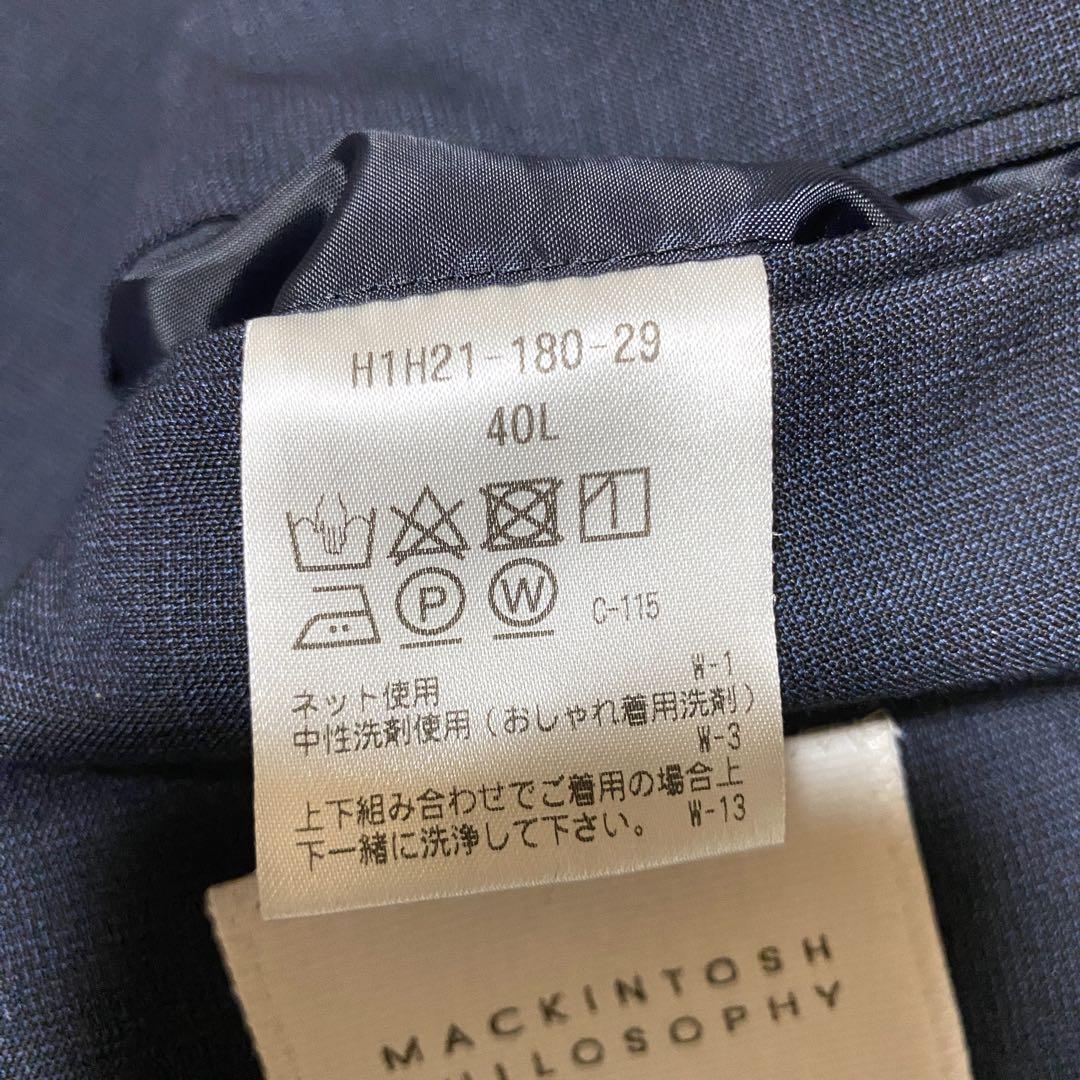 H1H21-180-29
40L
P
W
C-115
ネット使用 W-1
中性洗剤使用(おしゃれ着用洗剤)
W-3
上下組み合わせでご着用の場合上
下一緒に洗浄して下さい。 W-13
MACKINTOSH
PHILOSOPHY